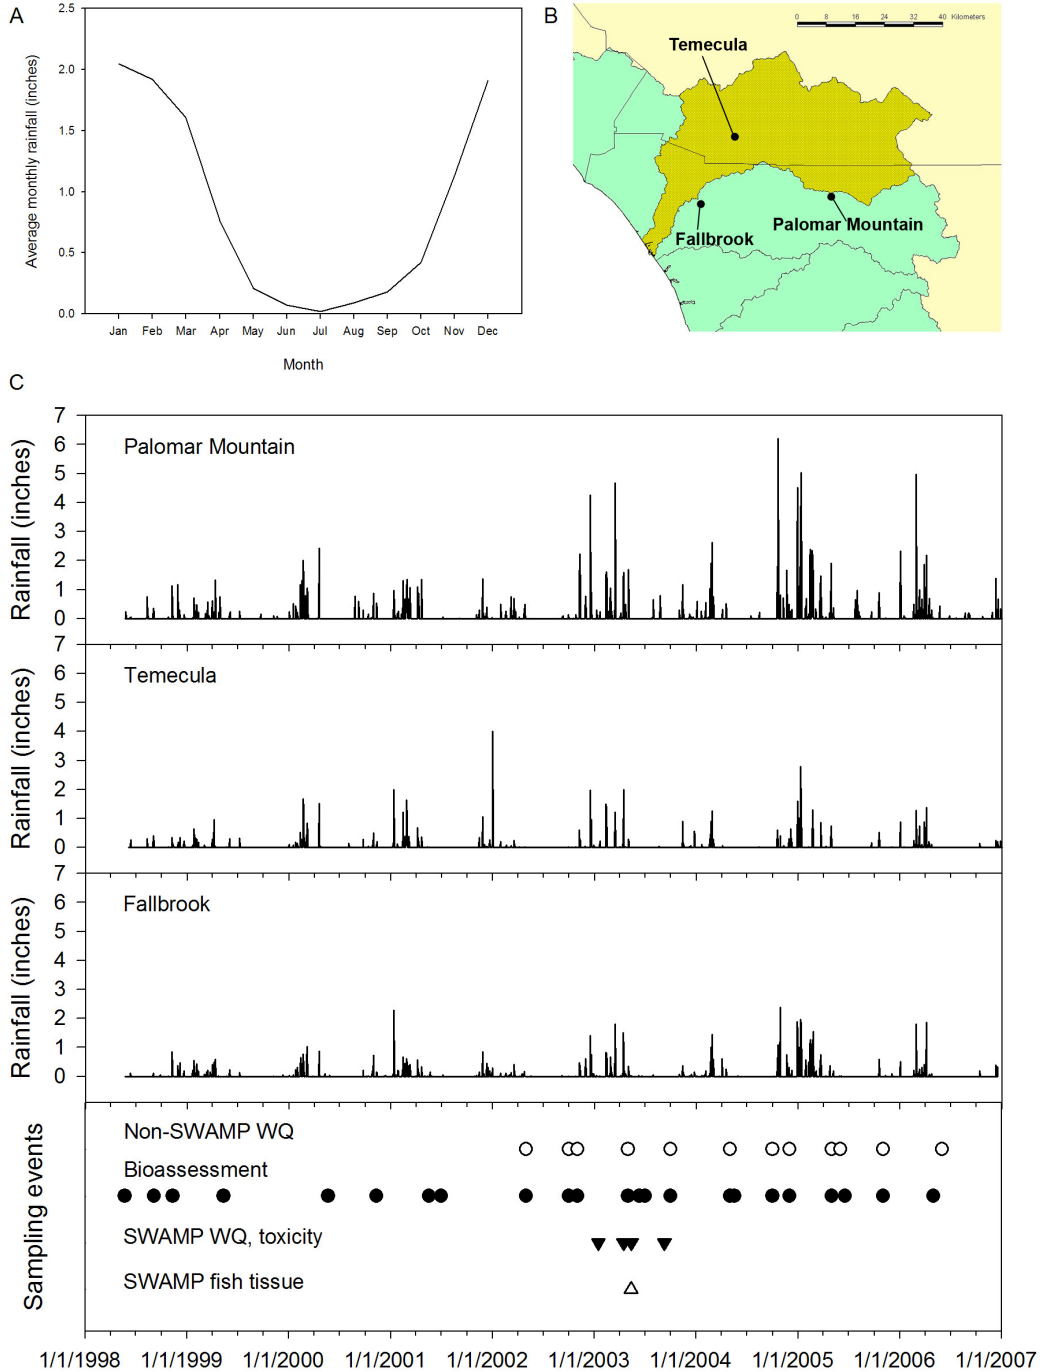 A
2.5
2.0
1.5
1.0
0.5
0.0
Average monthly rainfall (inches)
Jan Feb Mar Apr May Jun Jul Aug Sep Oct Nov Dec
Month
B
0 8 16 24 32 40 Kilometers
Temecula
Palomar Mountain
Fallbrook
C
7
6
5
4
3
2
1
0
Rainfall (inches)
Palomar Mountain
7
6
5
4
3
2
1
0
Rainfall (inches)
Temecula
7
6
5
4
3
2
1
0
Rainfall (inches)
Fallbrook
Sampling events
Non-SWAMP WQ
Bioassessment
SWAMP WQ, toxicity
SWAMP fish tissue
1/1/1998 1/1/1999 1/1/2000 1/1/2001 1/1/2002 1/1/2003 1/1/2004 1/1/2005 1/1/2006 1/1/2007